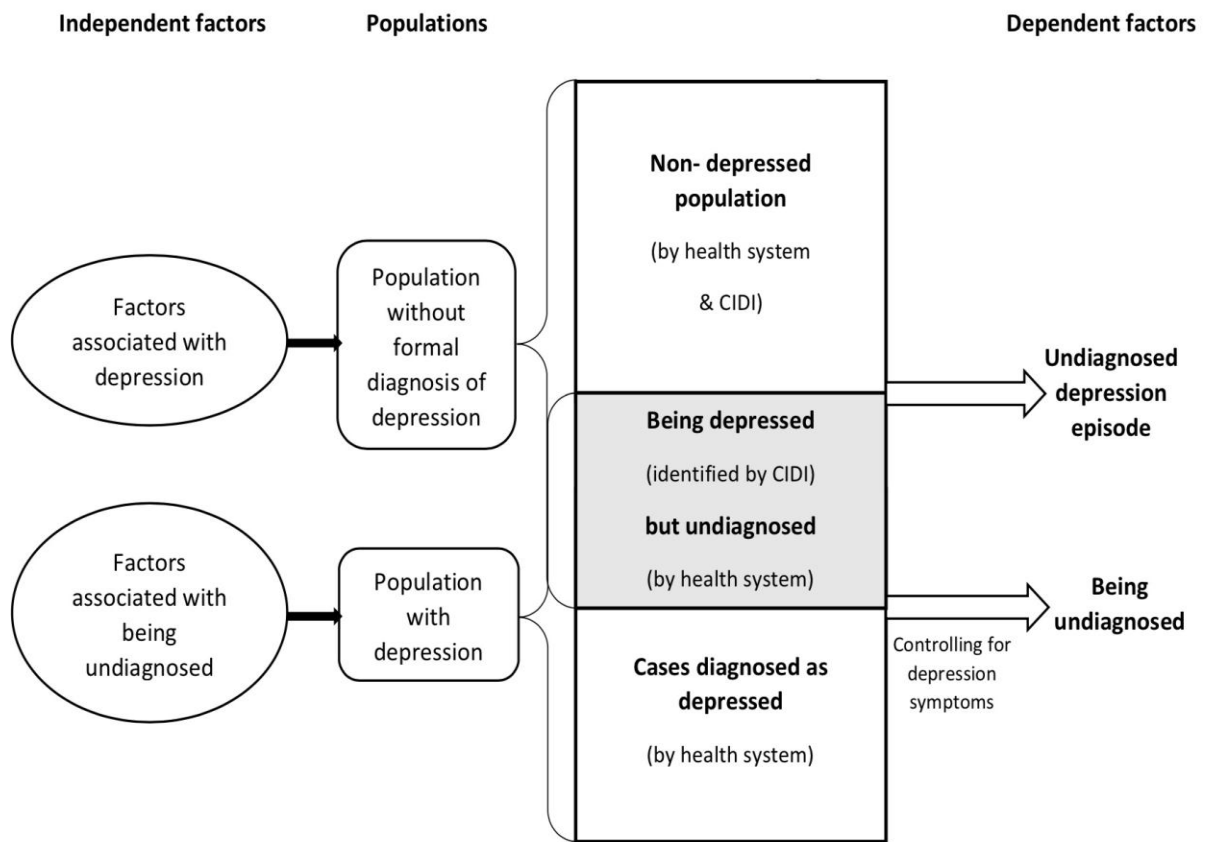 Independent factors
Populations
Dependent factors
Factors
associated with
depression
Population
without
formal
diagnosis of
depression
Non- depressed
population
(by health system
& CIDI)
Undiagnosed
depression
episode
Being depressed
(identified by CIDI)
but undiagnosed
(by health system)
Factors
associated with
being
undiagnosed
Population
with
depression
Cases diagnosed as
depressed
(by health system)
Being
undiagnosed
Controlling for
depression
symptoms